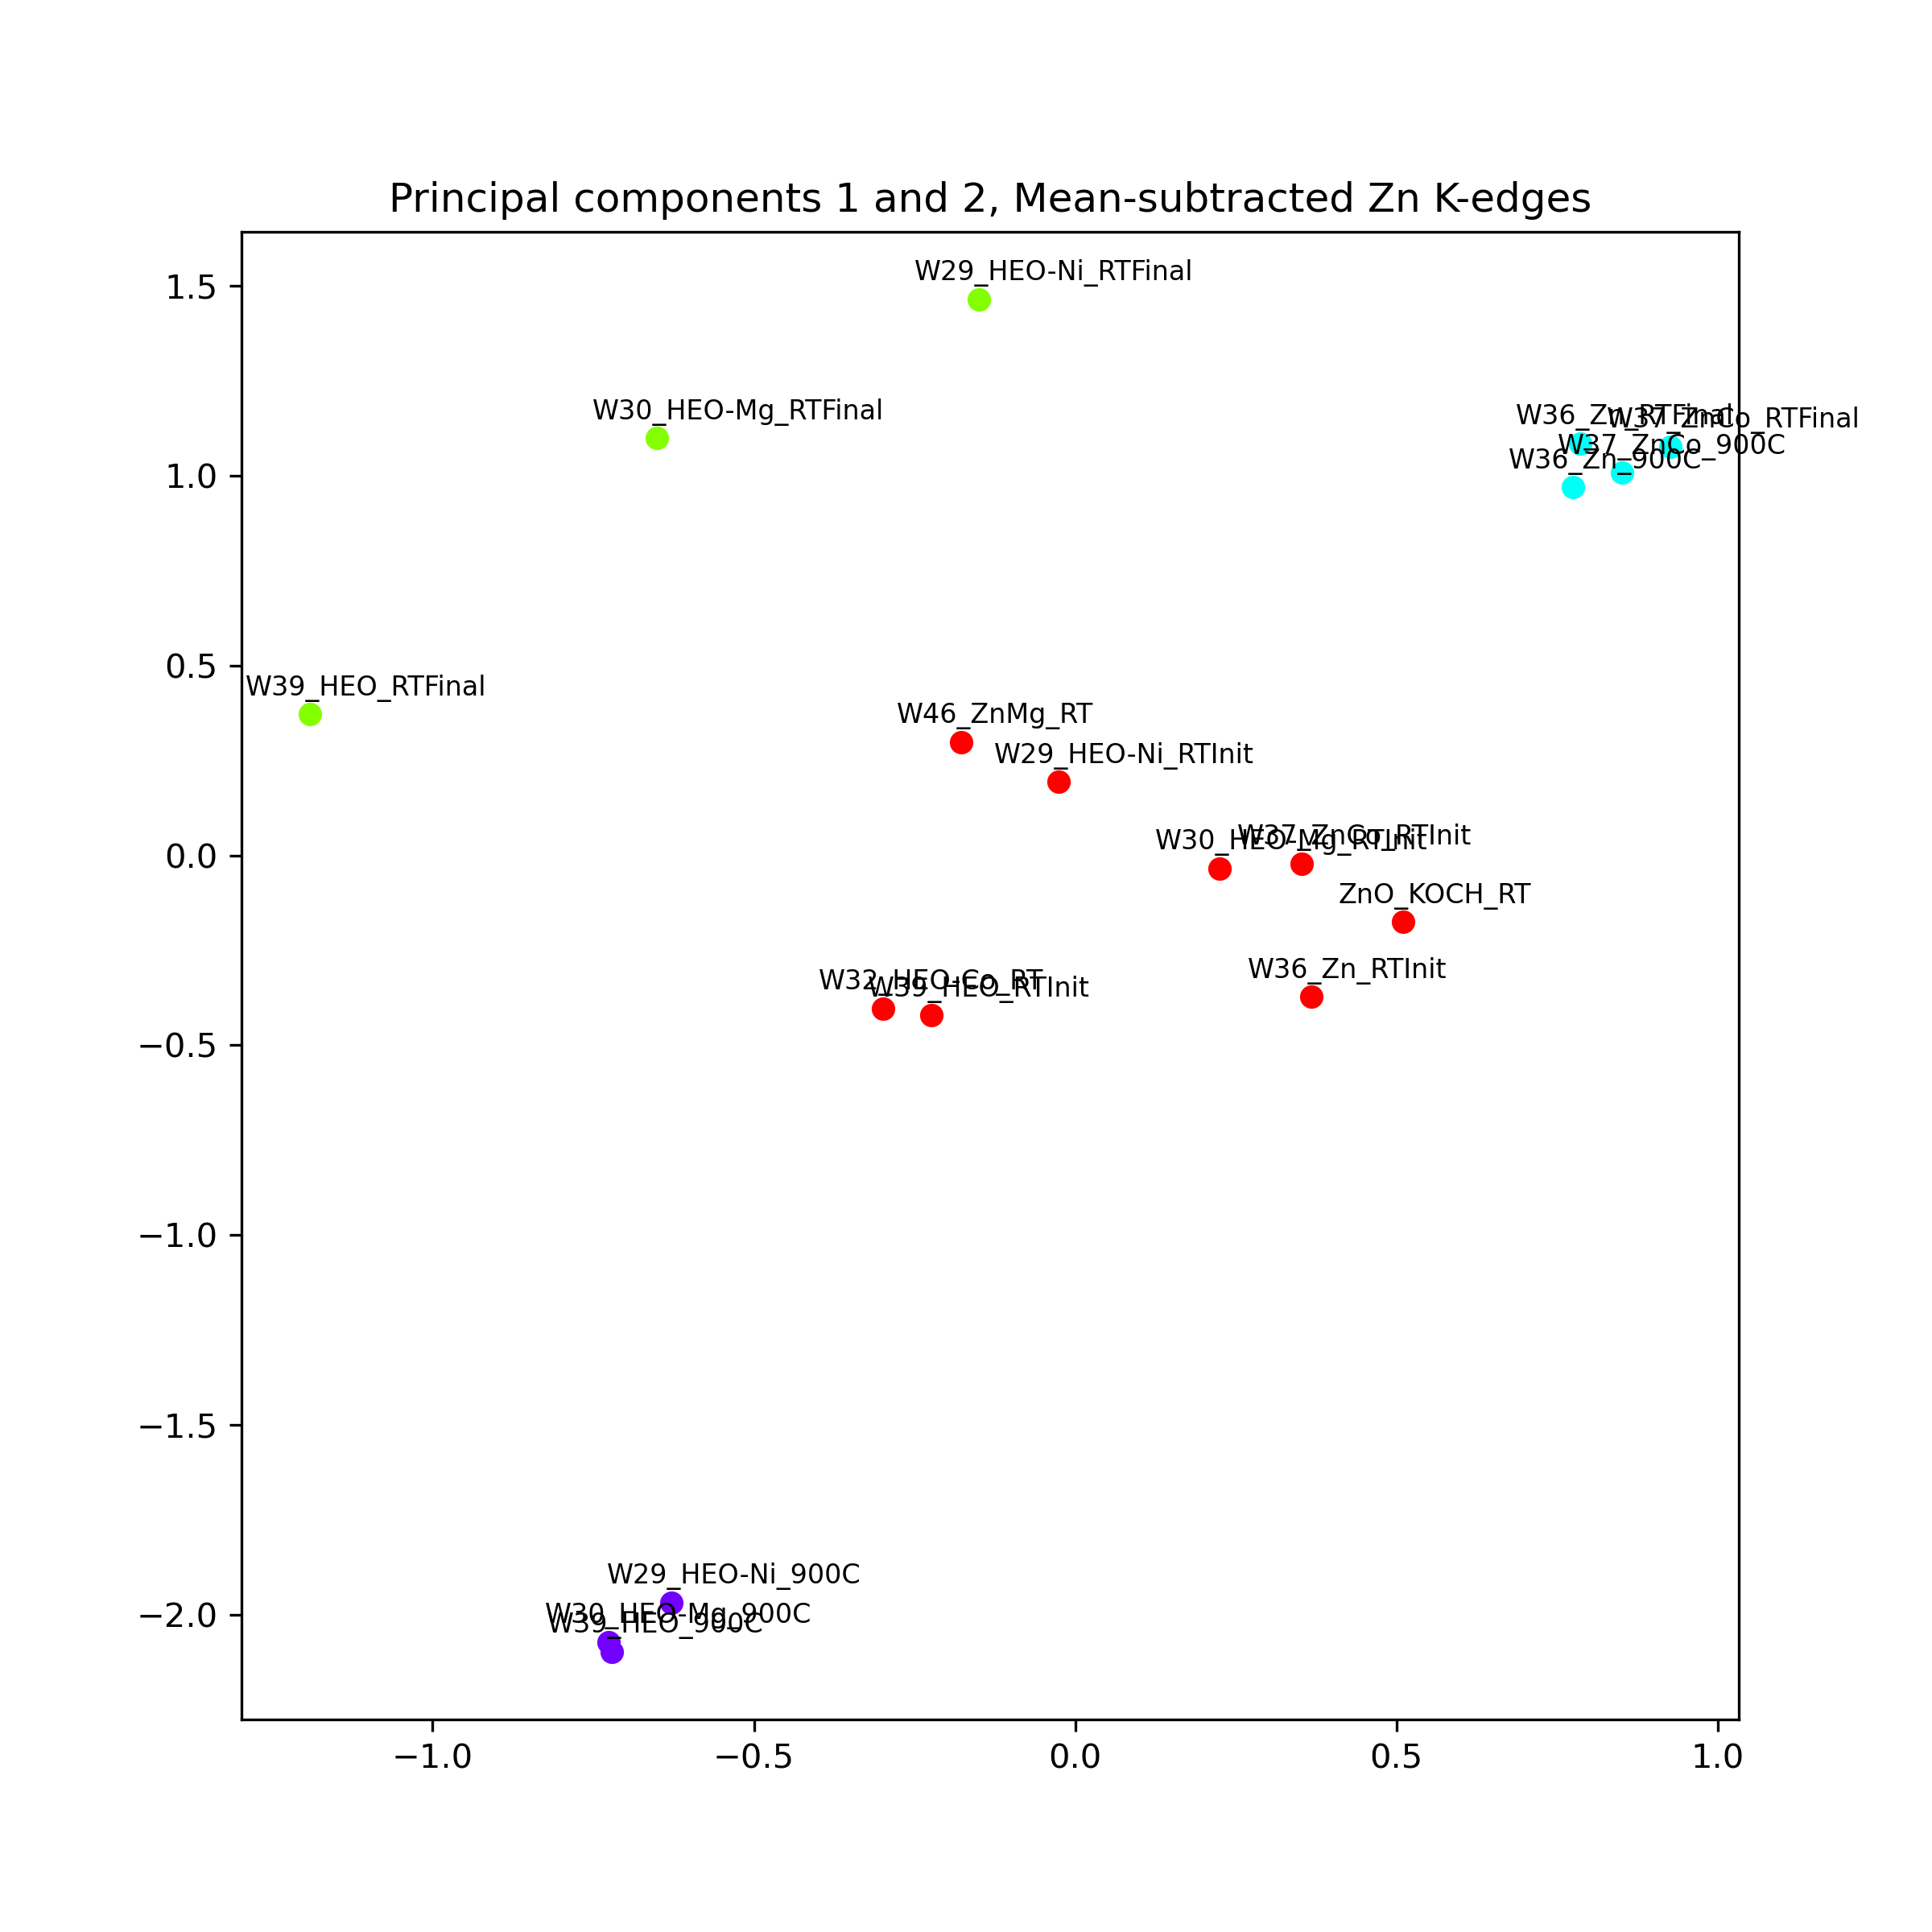 Principal components 1 and 2, Mean-subtracted Zn K-edges
1.5
1.0
0.5
0.0
−0.5
−1.0
−1.5
−2.0
W29_HEO-Ni_RTFinal
W30_HEO-Mg_RTFinal
W36_Zn_RTFinal
W37_ZnCo_RTFinal
W37_ZnCo_900C
W36_Zn_900C
W39_HEO_RTFinal
W46_ZnMg_RT
W29_HEO-Ni_RTInit
W37_ZnCo_RTInit
W30_HEO-Mg_RTInit
ZnO_KOCH_RT
W36_Zn_RTInit
W32_HEO-Co_RT
W39_HEO_RTInit
W29_HEO-Ni_900C
W30_HEO-Mg_900C
W39_HEO_900C
−1.0
−0.5
0.0
0.5
1.0